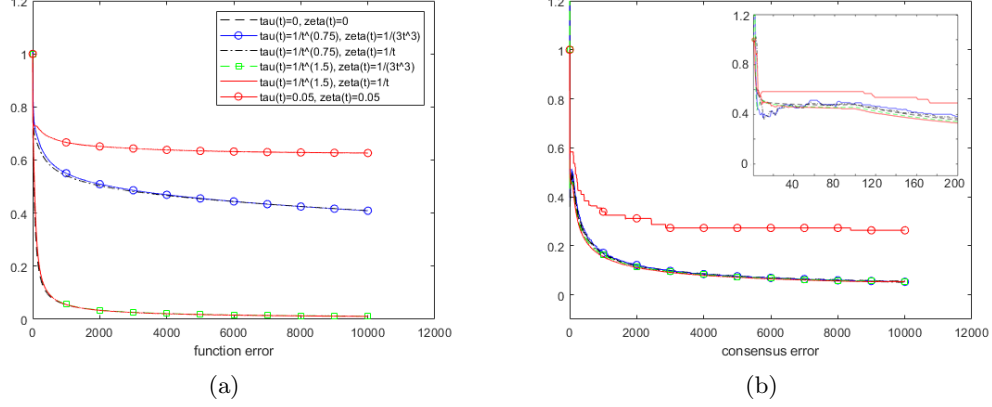 1.2
1
0.8
0.6
0.4
0.2
0
0 2000 4000 6000 8000 10000 12000
function error
tau(t)=0, zeta(t)=0
tau(t)=1/t^(0.75), zeta(t)=1/(3t^3)
tau(t)=1/t^(0.75), zeta(t)=1/t
tau(t)=1/t^(1.5), zeta(t)=1/(3t^3)
tau(t)=1/t^(1.5), zeta(t)=1/t
tau(t)=0.05, zeta(t)=0.05
(a)
1.2
1
0.8
0.6
0.4
0.2
0
0 2000 4000 6000 8000 10000 12000
consensus error
1.2
0.8
0.4
0
40 80 120 160 200
(b)